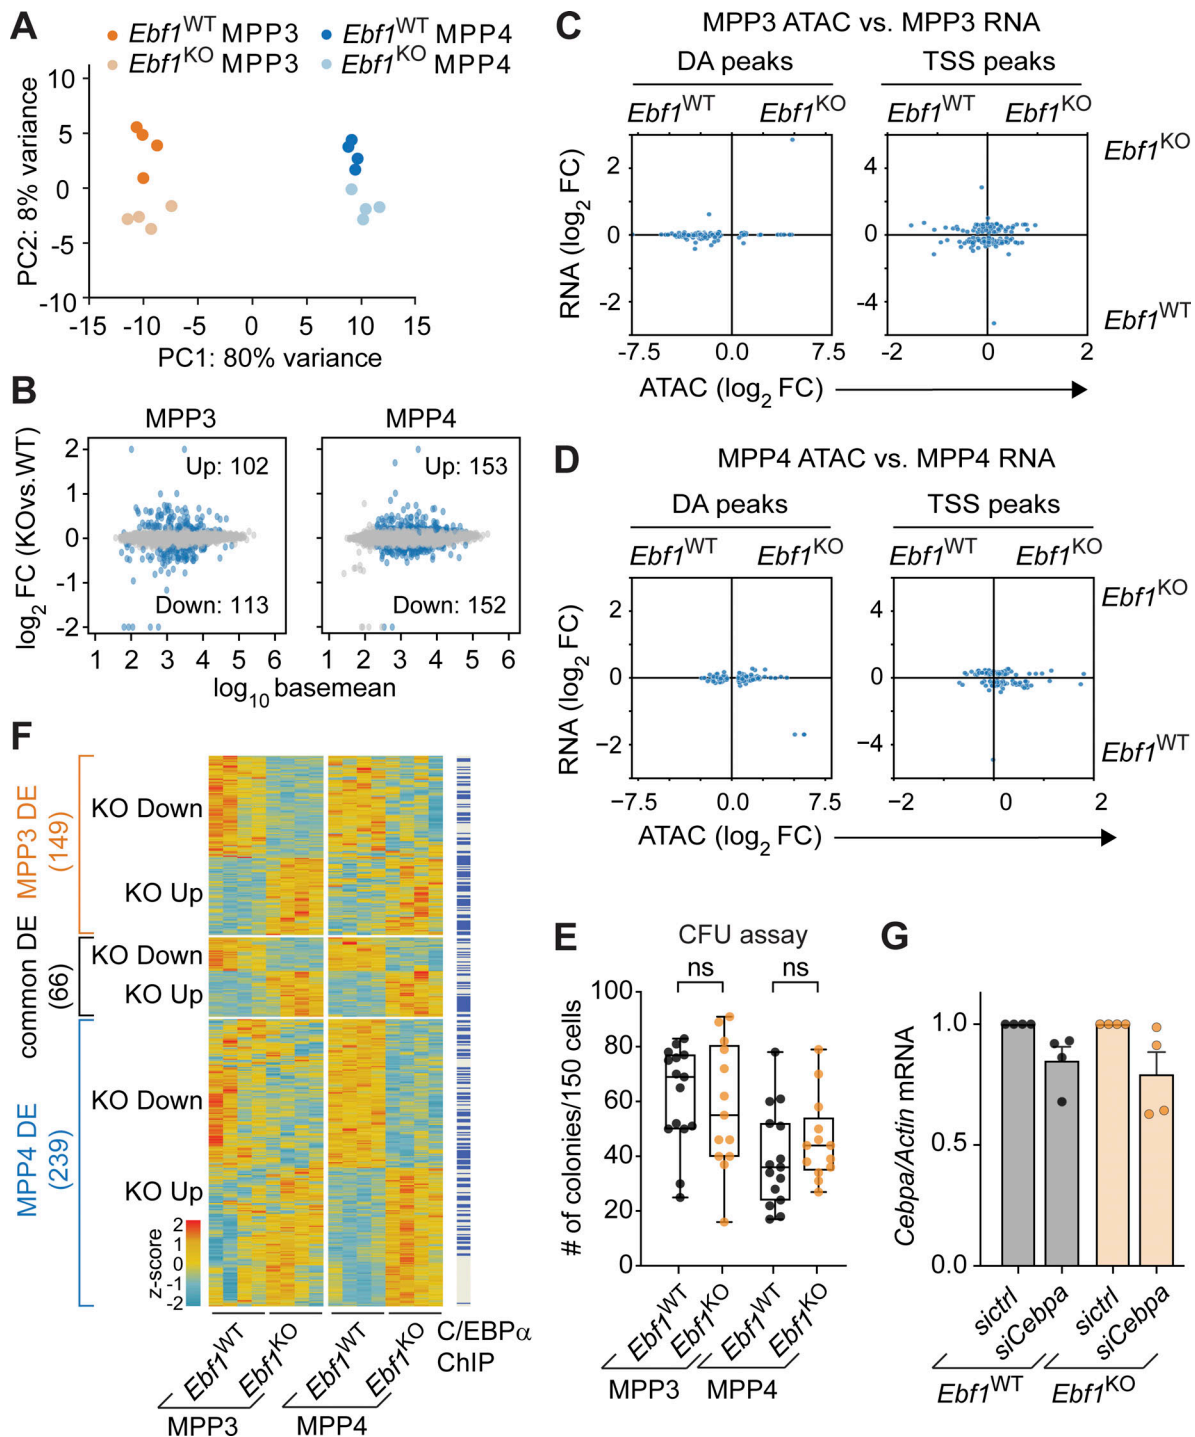 A
Ebf1WT MPP3
Ebf1WT MPP4
Ebf1KO MPP3
Ebf1KO MPP4
PC2: 8% variance
10
5
0
-5
-10
-15 -10 -5 0 5 10 15
PC1: 80% variance
B
MPP3
MPP4
log2 FC (KOvs.WT)
2
1
0
-1
-2
Up: 102
Down: 113
Up: 153
Down: 152
1 2 3 4 5 6
1 2 3 4 5 6
log10 basemean
C
MPP3 ATAC vs. MPP3 RNA
DA peaks
TSS peaks
Ebf1WT
Ebf1KO
Ebf1WT
Ebf1KO
Ebf1KO
Ebf1WT
RNA (log2 FC)
2
0
-2
4
0
-4
-7.5 0.0 7.5
-2 0 2
ATAC (log2 FC)
D
MPP4 ATAC vs. MPP4 RNA
DA peaks
TSS peaks
Ebf1WT
Ebf1KO
Ebf1WT
Ebf1KO
Ebf1KO
Ebf1WT
RNA (log2 FC)
2
0
−2
4
0
−4
−7.5 0.0 7.5
−2 0 2
ATAC (log2 FC)
F
MPP3 DE
(149)
KO Down
KO Up
common DE
(66)
KO Down
KO Up
MPP4 DE
(239)
KO Down
KO Up
z-score
2
1
0
-1
-2
Ebf1WT
Ebf1KO
Ebf1WT
Ebf1KO
MPP3
MPP4
C/EBPα
ChIP
E
CFU assay
ns
ns
# of colonies/150 cells
100
80
60
40
20
0
Ebf1WT
Ebf1KO
Ebf1WT
Ebf1KO
MPP3
MPP4
G
Cebpa/Actin mRNA
1.0
0.5
0.0
sictrl
siCebpa
sictrl
siCebpa
Ebf1WT
Ebf1KO